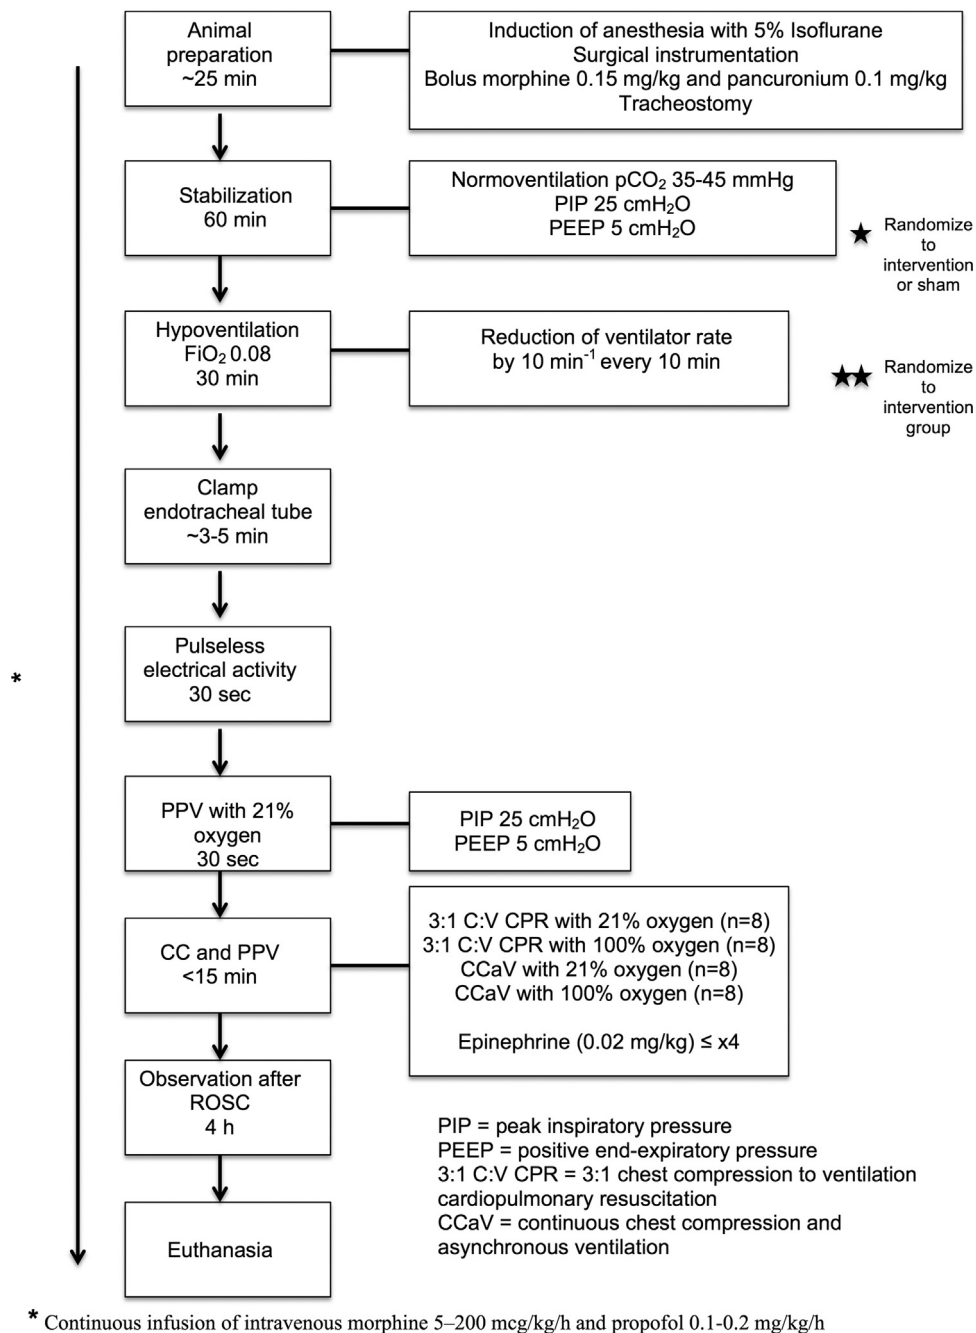 Animal
preparation
~25 min
Induction of anesthesia with 5% Isoflurane
Surgical instrumentation
Bolus morphine 0.15 mg/kg and pancuronium 0.1 mg/kg
Tracheostomy
Stabilization
60 min
Normoventilation pCO₂ 35-45 mmHg
PIP 25 cmH₂O
PEEP 5 cmH₂O
★ Randomize
to
intervention
or sham
Hypoventilation
FiO₂ 0.08
30 min
Reduction of ventilator rate
by 10 min⁻¹ every 10 min
★★ Randomize
to
intervention
group
Clamp
endotracheal tube
~3-5 min
Pulseless
electrical activity
30 sec
*
PPV with 21%
oxygen
30 sec
PIP 25 cmH₂O
PEEP 5 cmH₂O
CC and PPV
<15 min
3:1 C:V CPR with 21% oxygen (n=8)
3:1 C:V CPR with 100% oxygen (n=8)
CCaV with 21% oxygen (n=8)
CCaV with 100% oxygen (n=8)
Epinephrine (0.02 mg/kg) ≤ x4
Observation after
ROSC
4 h
PIP = peak inspiratory pressure
PEEP = positive end-expiratory pressure
3:1 C:V CPR = 3:1 chest compression to ventilation
cardiopulmonary resuscitation
CCaV = continuous chest compression and
asynchronous ventilation
Euthanasia
* Continuous infusion of intravenous morphine 5–200 mcg/kg/h and propofol 0.1-0.2 mg/kg/h